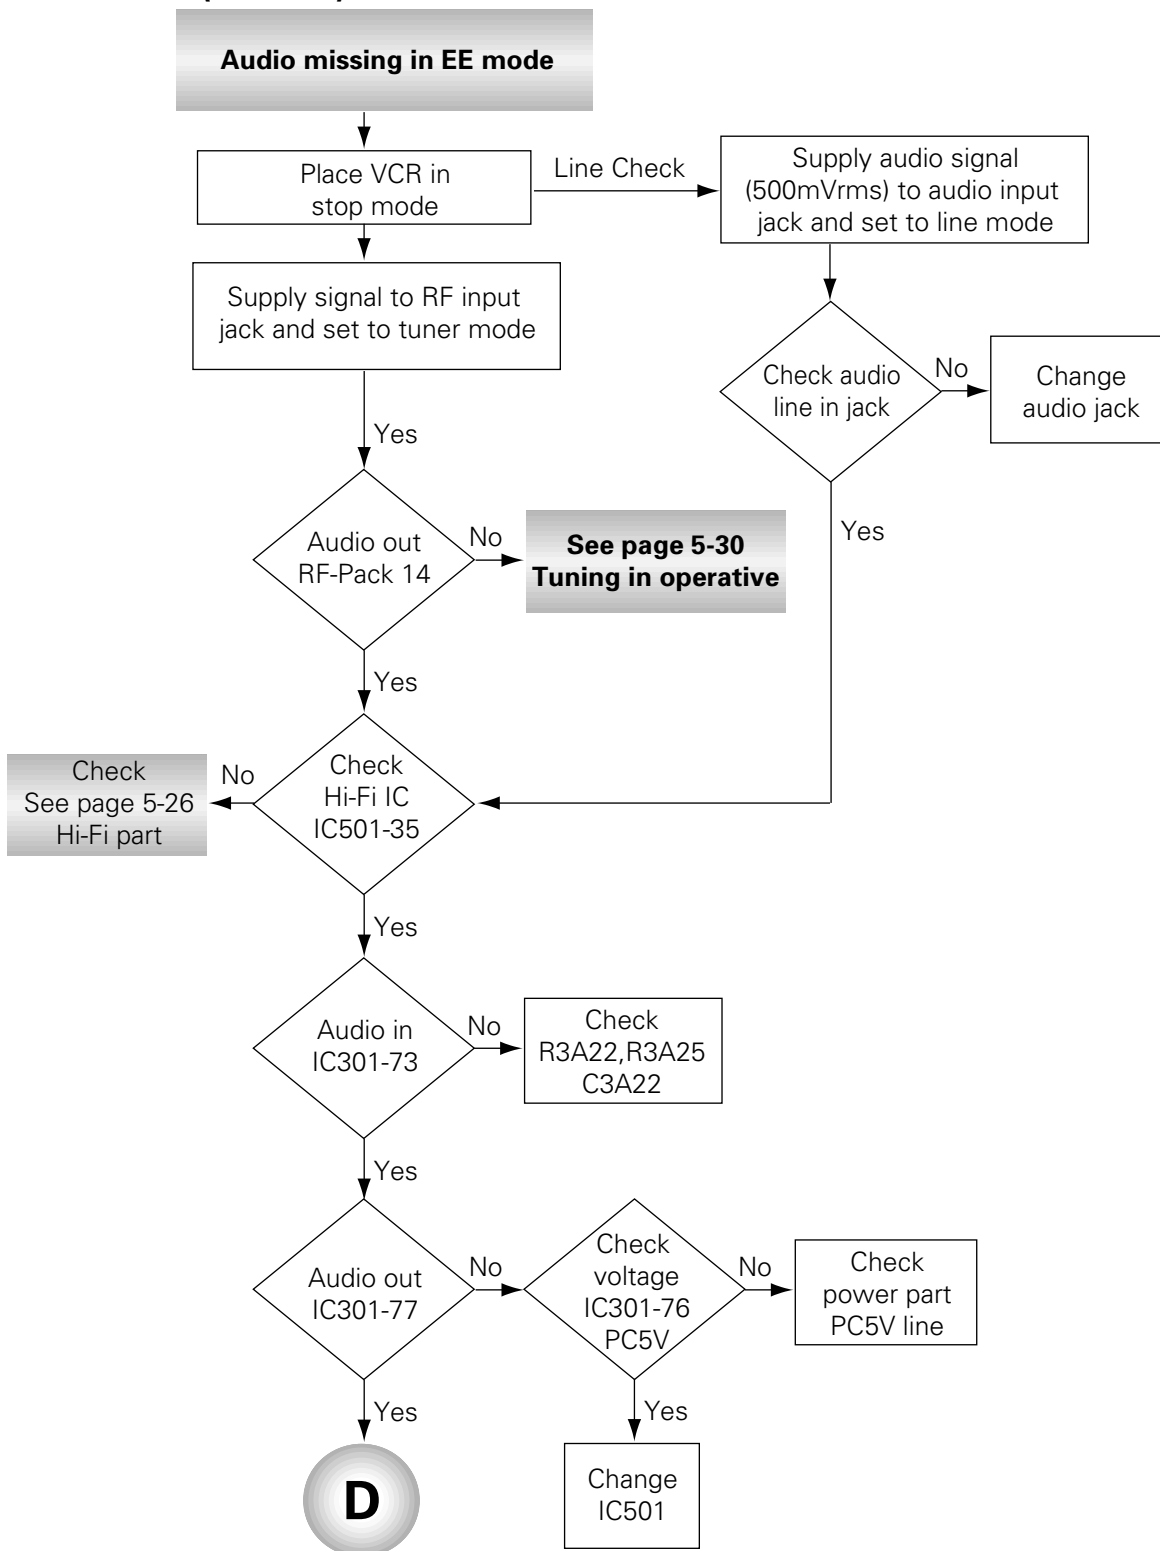 Audio missing in EE mode
Place VCR in
stop mode
Line Check
Supply audio signal
(500mVrms) to audio input
jack and set to line mode
Supply signal to RF input
jack and set to tuner mode
Check audio
line in jack
No
Change
audio jack
Yes
Yes
Audio out
RF-Pack 14
No
See page 5-30
Tuning in operative
Yes
Check
Hi-Fi IC
IC501-35
No
Check
See page 5-26
Hi-Fi part
Yes
Audio in
IC301-73
No
Check
R3A22,R3A25
C3A22
Yes
Audio out
IC301-77
No
Check
voltage
IC301-76
PC5V
No
Check
power part
PC5V line
Yes
D
Yes
Change
IC501